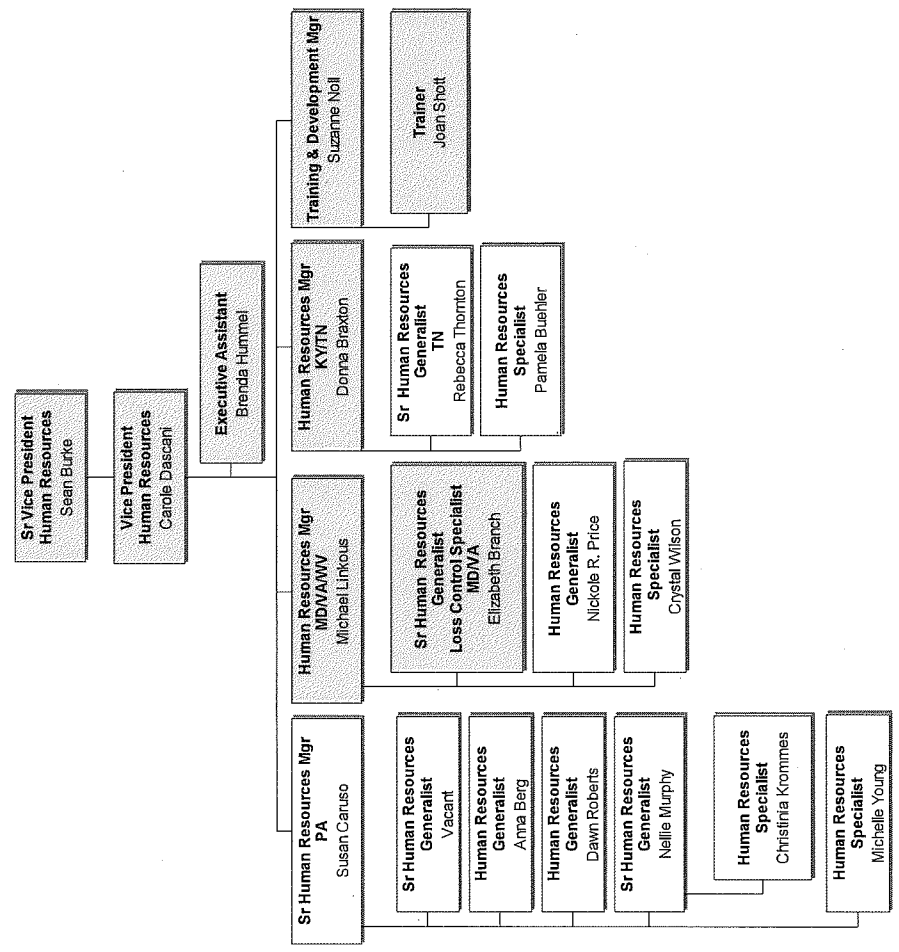 Sr Vice President
Human Resources
Sean Burke
Vice President
Human Resources
Carole Dascani
Executive Assistant
Brenda Hummel
Sr Human Resources Mgr
PA
Susan Caruso
Sr Human Resources
Generalist
Vacant
Human Resources
Generalist
Anna Berg
Human Resources
Generalist
Dawn Roberts
Sr Human Resources
Generalist
Nellie Murphy
Human Resources
Specialist
Christinia Krommes
Human Resources
Specialist
Michelle Young
Human Resources Mgr
MD/VA/WV
Michael Linkous
Sr Human Resources
Generalist
Loss Control Specialist
MD/VA
Elizabeth Branch
Human Resources
Generalist
Nickole R. Price
Human Resources
Specialist
Crystal Wilson
Human Resources Mgr
KY/TN
Donna Braxton
Sr Human Resources
Generalist
TN
Rebecca Thornton
Human Resources
Specialist
Pamela Buehler
Training & Development Mgr
Suzanne Noll
Trainer
Joan Shott